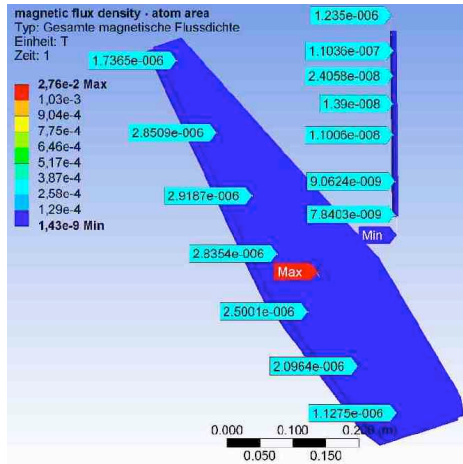 magnetic flux density - atom area
Typ: Gesamte magnetische Flussdichte
Einheit: T
Zeit: 1
2,76e-2 Max
1,03e-3
9,04e-4
7,75e-4
6,46e-4
5,17e-4
3,87e-4
2,58e-4
1,29e-4
1,43e-9 Min
1.235e-006
1.1036e-007
2.4058e-008
1.39e-008
1.1006e-008
9.0624e-009
7.8403e-009
Min
1.7365e-006
2.8509e-006
2.9187e-006
2.8354e-006
Max
2.5001e-006
2.0964e-006
1.1275e-006
0.000 0.100 0.200 (m)
0.050 0.150